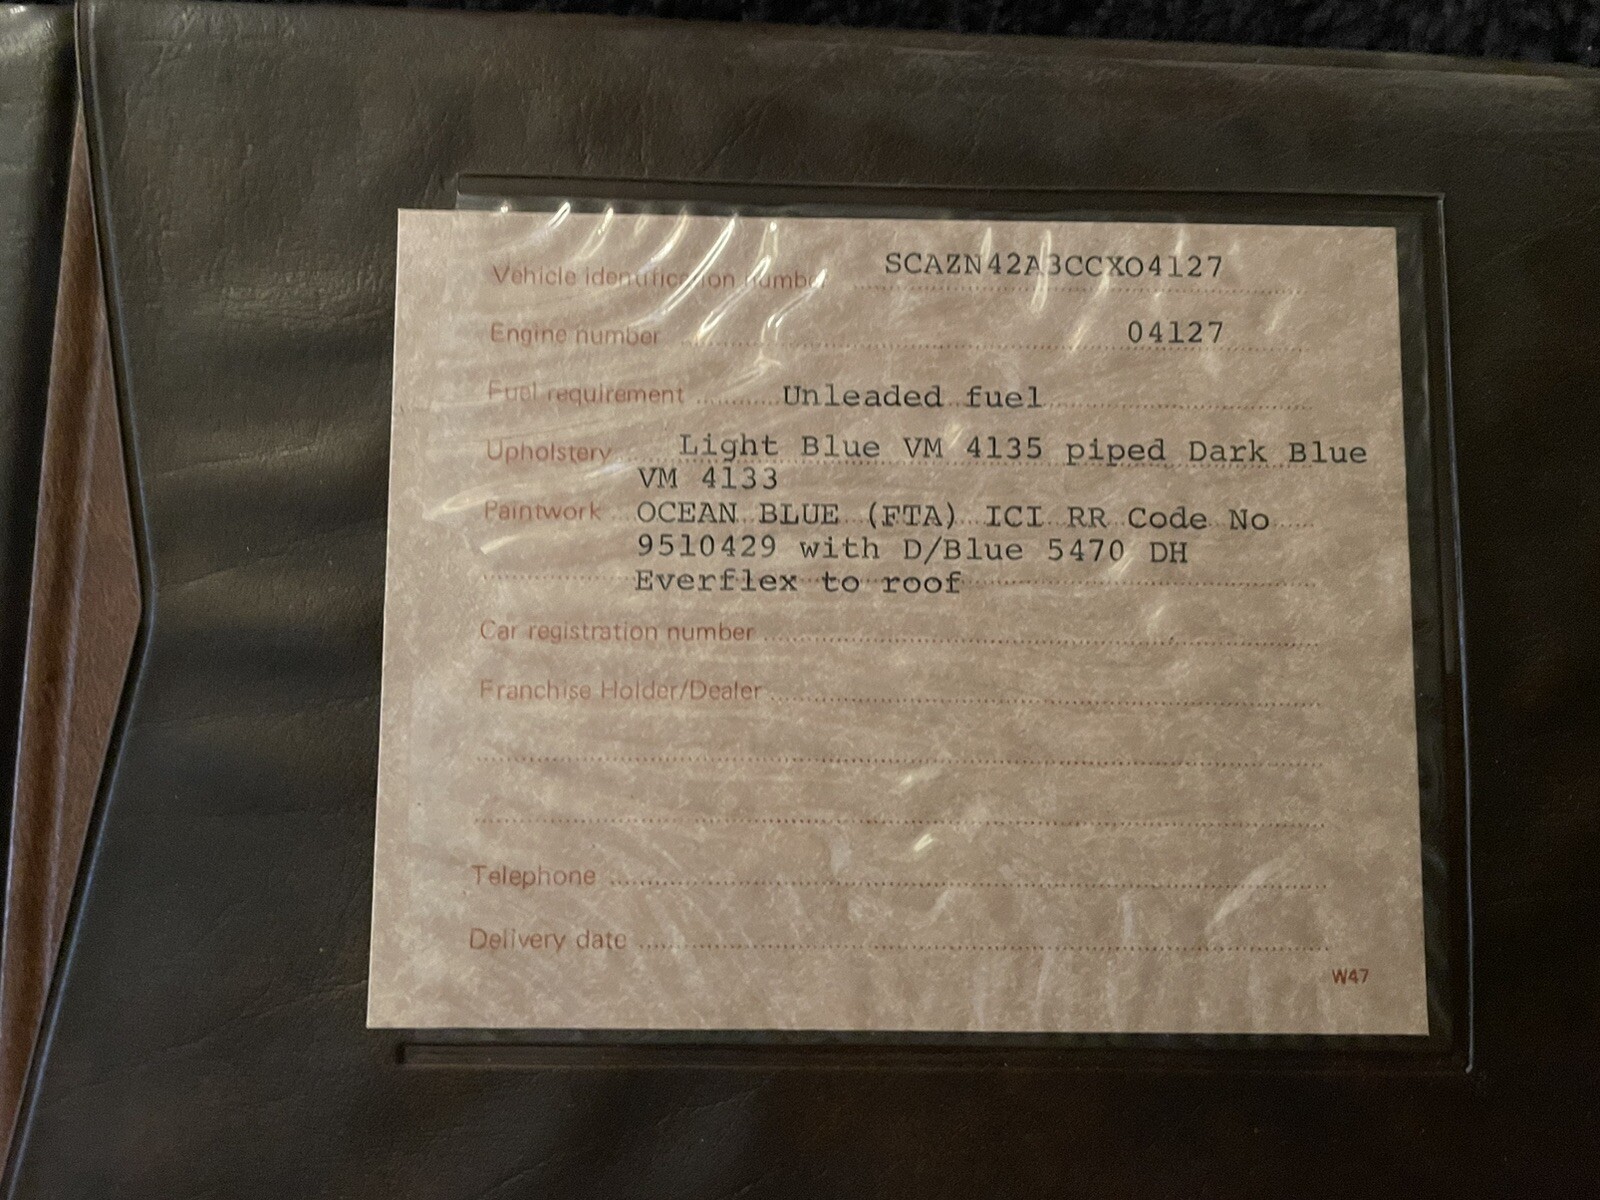 Vehicle identification number SCAZN42A3CCXO4127
Engine number 04127
Fuel requirement Unleaded fuel
Upholstery Light Blue VM 4135 piped Dark Blue
VM 4133
Paintwork OCEAN BLUE (FTA) ICI RR Code No
9510429 with D/Blue 5470 DH
Everflex to roof
Car registration number
Franchise Holder/Dealer
Telephone
Delivery date
W47